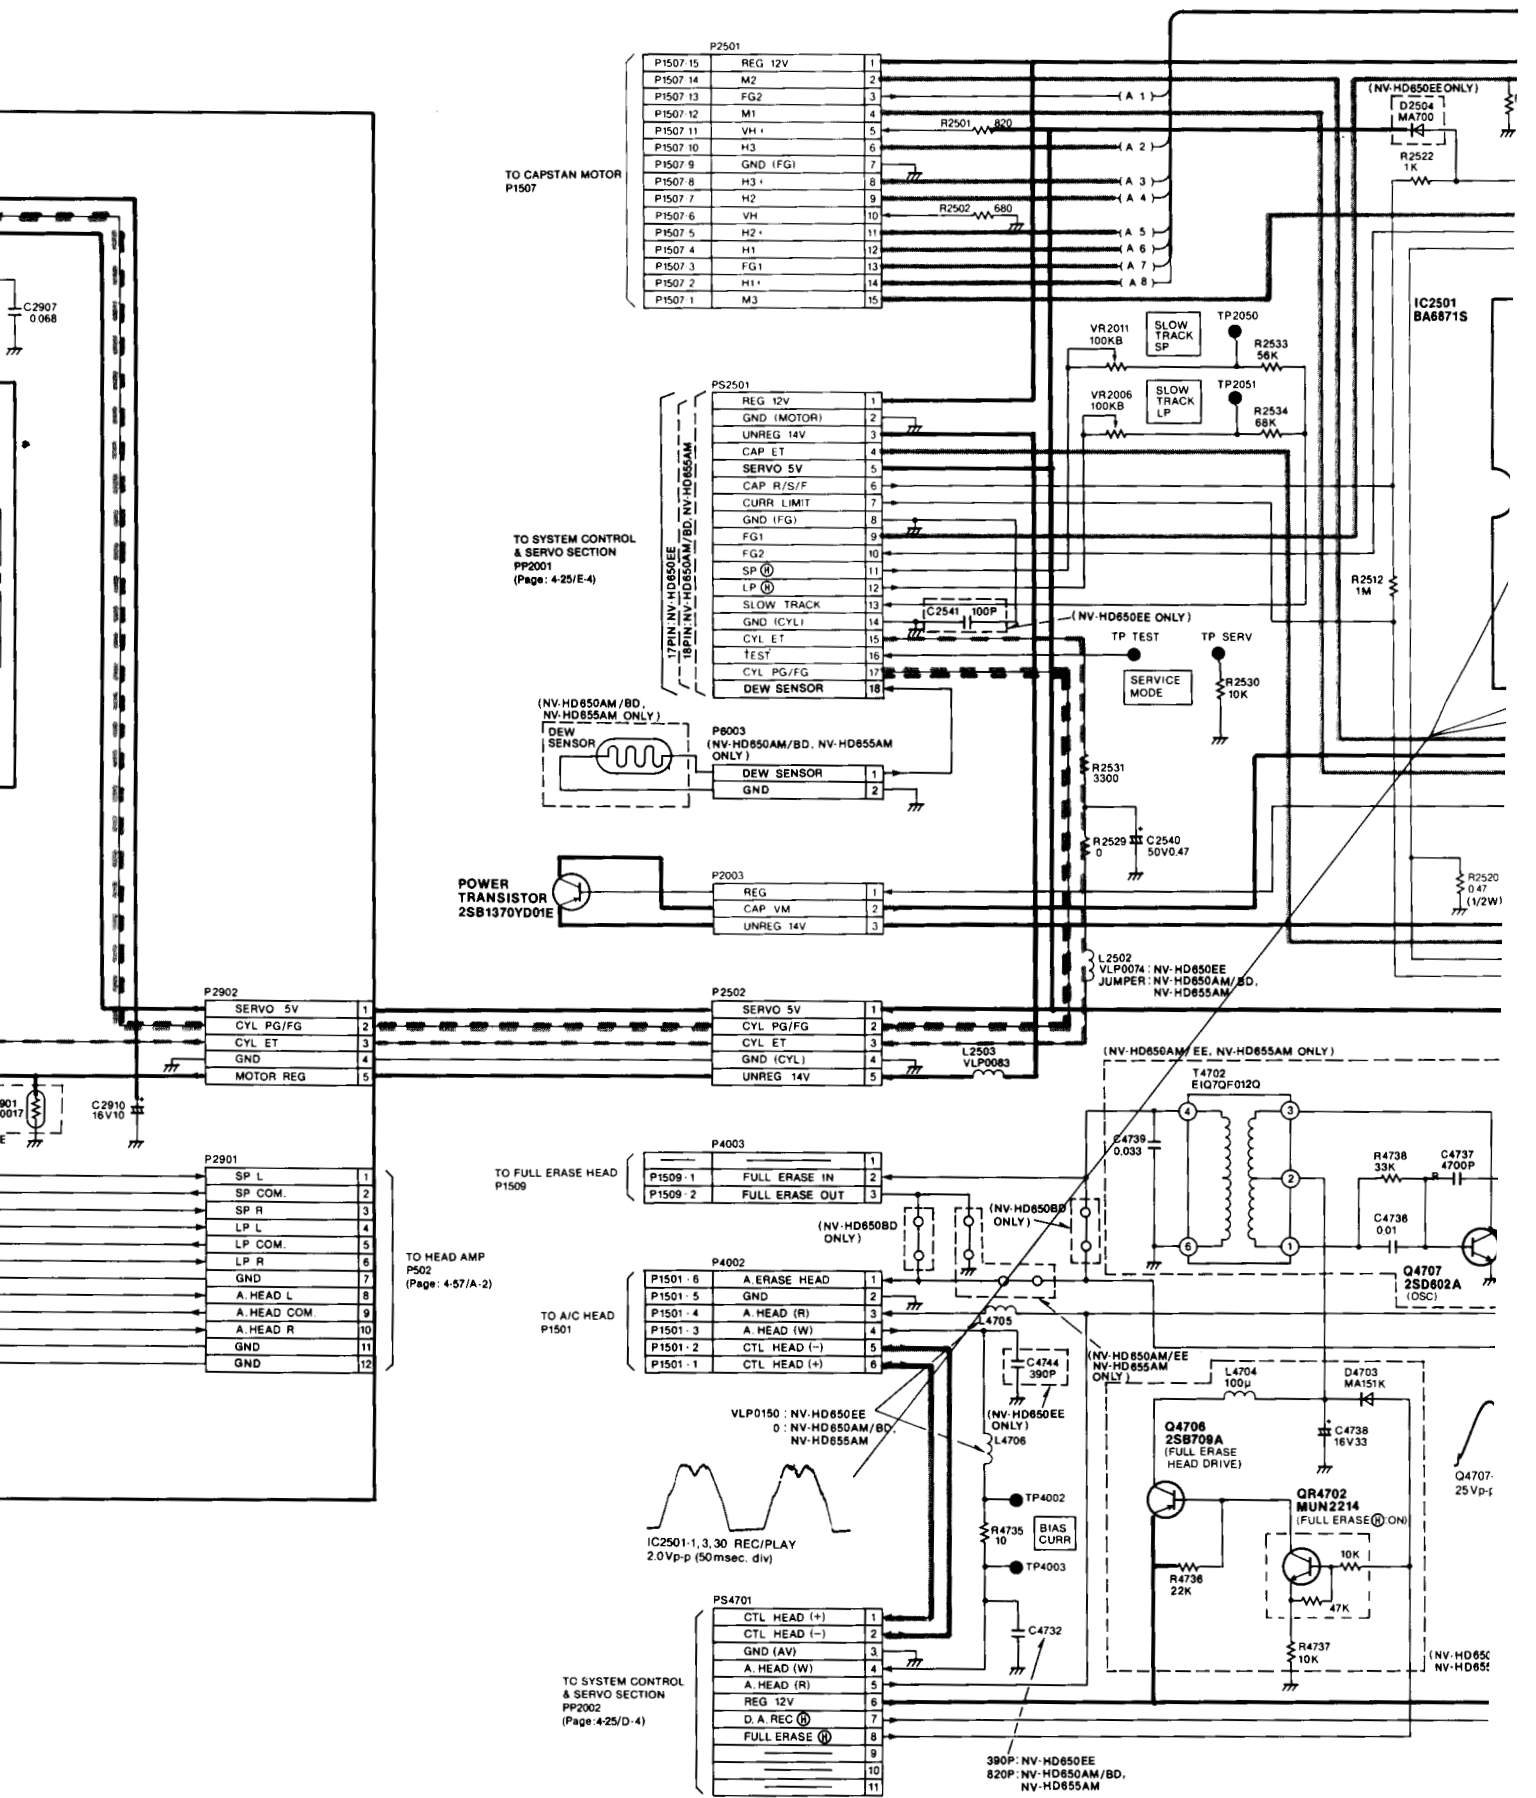 P2501
P1507-15 REG 12V 1
P1507 14 M2 2
P1507 13 FG2 3
P1507-12 M1 4
P1507 11 VH+ 5
P1507 10 H3 6
P1507 9 GND (FG) 7
P1507 8 H3+ 8
P1507 7 H2 9
P1507-6 VH 10
P1507 5 H2+ 11
P1507 4 H1 12
P1507 3 FG1 13
P1507 2 H1+ 14
P1507 1 M3 15
TO CAPSTAN MOTOR
P1507
R2501 820
R2502 680
(A 1)
(A 2)
(A 3)
(A 4)
(A 5)
(A 6)
(A 7)
(A 8)
(NV-HD650EE ONLY)
D2504
MA700
R2522
1K
C2907
0.068
IC2501
BA6871S
VR2011
100KB
SLOW
TRACK
SP
TP2050
R2533
56K
VR2006
100KB
SLOW
TRACK
LP
TP2051
R2534
68K
PS2501
REG 12V 1
GND (MOTOR) 2
UNREG 14V 3
CAP ET 4
SERVO 5V 5
CAP R/S/F 6
CURR LIMIT 7
GND (FG) 8
FG1 9
FG2 10
SP Ⓗ 11
LP Ⓗ 12
SLOW TRACK 13
GND (CYL) 14
CYL ET 15
TEST 16
CYL PG/FG 17
DEW SENSOR 18
17PIN:NV-HD650EE
18PIN:NV-HD650AM/BD, NV-HD655AM
TO SYSTEM CONTROL
& SERVO SECTION
PP2001
(Page: 4-25/E-4)
C2541 100P
(NV-HD650EE ONLY)
TP TEST
TP SERV
SERVICE
MODE
R2530
10K
R2512
1M
(NV-HD650AM/BD,
NV-HD655AM ONLY)
DEW
SENSOR
P6003
(NV-HD650AM/BD, NV-HD655AM
ONLY)
DEW SENSOR 1
GND 2
R2531
3300
R2529
0
C2540
50V0.47
R2520
0.47
(1/2W)
POWER
TRANSISTOR
2SB1370YD01E
P2003
REG 1
CAP VM 2
UNREG 14V 3
L2502
VLP0074 : NV-HD650EE
JUMPER : NV-HD650AM/BD,
NV-HD655AM
P2902
SERVO 5V 1
CYL PG/FG 2
CYL ET 3
GND 4
MOTOR REG 5
P2502
SERVO 5V 1
CYL PG/FG 2
CYL ET 3
GND (CYL) 4
UNREG 14V 5
L2503
VLP0083
901
0017
E
C2910
16V10
(NV-HD650AM/EE, NV-HD655AM ONLY)
T4702
EIQ7QF012Q
4
3
2
6
1
C4739
0.033
R4738
33K
C4737
4700P
R
C4736
0.01
Q4707
2SD602A
(OSC)
P4003
1
P1509-1 FULL ERASE IN 2
P1509-2 FULL ERASE OUT 3
TO FULL ERASE HEAD
P1509
(NV-HD650BD
ONLY)
(NV-HD650BD
ONLY)
P2901
SP L 1
SP COM. 2
SP R 3
LP L 4
LP COM. 5
LP R 6
GND 7
A. HEAD L 8
A. HEAD COM. 9
A. HEAD R 10
GND 11
GND 12
TO HEAD AMP
P502
(Page: 4-57/A-2)
P4002
P1501-6 A. ERASE HEAD 1
P1501-5 GND 2
P1501-4 A. HEAD (R) 3
P1501-3 A. HEAD (W) 4
P1501-2 CTL HEAD (-) 5
P1501-1 CTL HEAD (+) 6
TO A/C HEAD
P1501
L4705
C4744
390P
(NV-HD650EE
ONLY)
(NV-HD650AM/EE
NV-HD655AM
ONLY)
VLP0150 : NV-HD650EE
0 : NV-HD650AM/BD,
NV-HD655AM
L4706
L4704
100μ
D4703
MA151K
Q4706
2SB709A
(FULL ERASE
HEAD DRIVE)
C4738
16V33
QR4702
MUN2214
(FULL ERASE Ⓗ:ON)
10K
47K
R4736
22K
R4737
10K
Q4707-
25Vp-p
(NV-HD650
NV-HD65
IC2501-1, 3, 30 REC/PLAY
2.0Vp-p (50msec. div)
TP4002
R4735
10
BIAS
CURR
TP4003
C4732
390P: NV-HD650EE
820P: NV-HD650AM/BD,
NV-HD655AM
PS4701
CTL HEAD (+) 1
CTL HEAD (-) 2
GND (AV) 3
A. HEAD (W) 4
A. HEAD (R) 5
REG 12V 6
D. A. REC Ⓗ 7
FULL ERASE Ⓗ 8
9
10
11
TO SYSTEM CONTROL
& SERVO SECTION
PP2002
(Page:4-25/D-4)